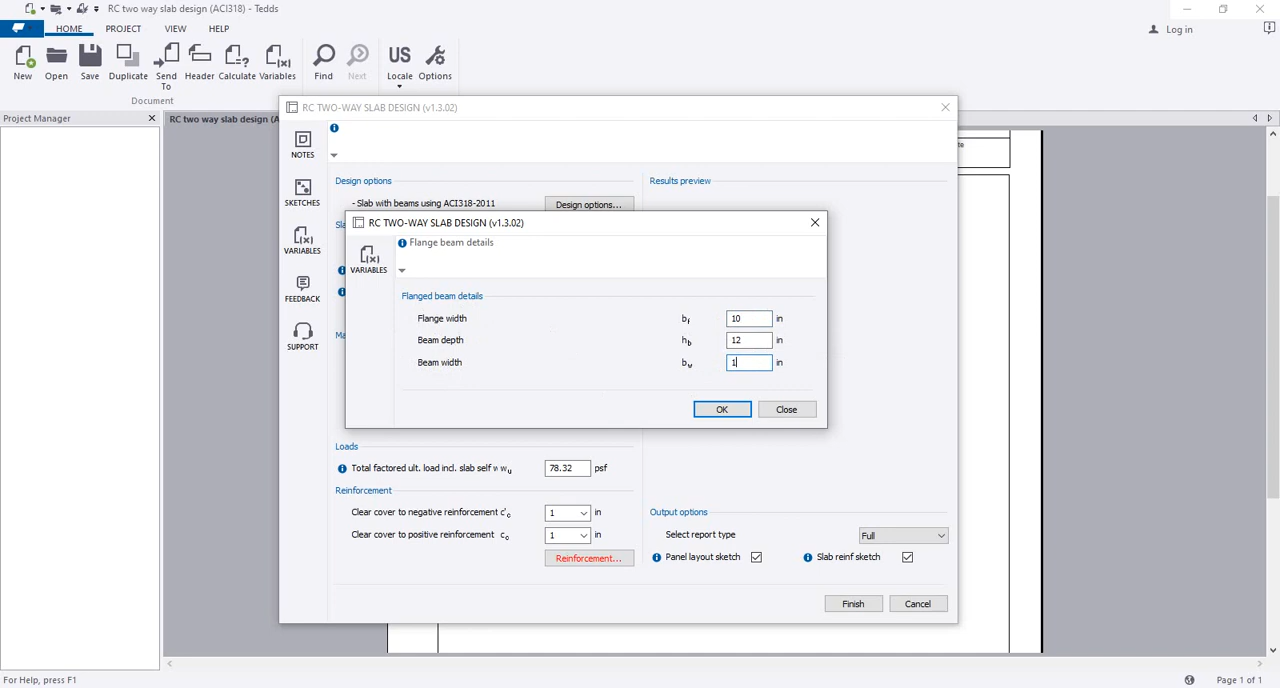 RC two way slab design (ACI318) - Tedds
HOME PROJECT VIEW HELP
Log in
New Open Save Duplicate Send To Header Calculate Variables Find Next US Locale Options
Document
Project Manager
RC two way slab design (A
RC TWO-WAY SLAB DESIGN (v1.3.02)
NOTES
SKETCHES
VARIABLES
FEEDBACK
SUPPORT
Design options
- Slab with beams using ACI318-2011
Design options...
Results preview
RC TWO-WAY SLAB DESIGN (v1.3.02)
VARIABLES
Flange beam details
Flanged beam details
Flange width bf 10 in
Beam depth hb 12 in
Beam width bw 1 in
OK Close
Loads
Total factored ult. load incl. slab self w wu 78.32 psf
Reinforcement
Clear cover to negative reinforcement c'c 1 in
Clear cover to positive reinforcement cc 1 in
Reinforcement...
Output options
Select report type Full
Panel layout sketch Slab reinf sketch
Finish Cancel
For Help, press F1
Page 1 of 1